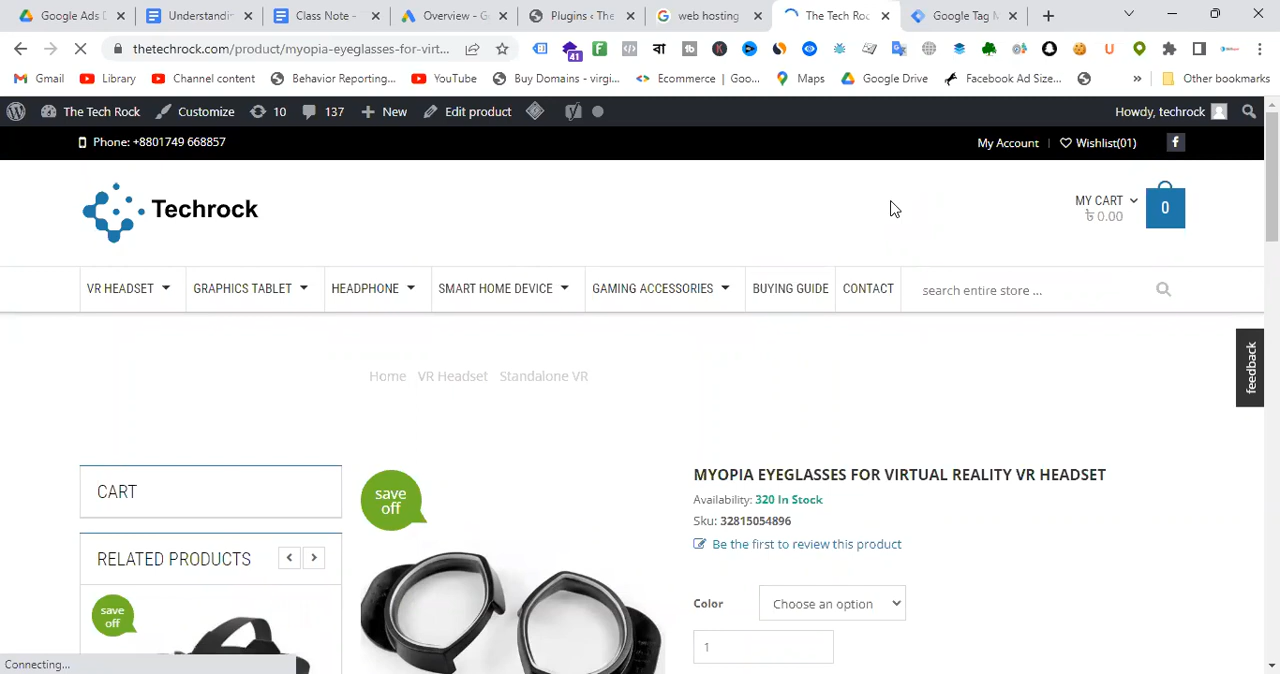 Google Ads D
Understandin
Class Note -
Overview - G
Plugins ‹ The
web hosting
The Tech Ro
Google Tag M
thetechrock.com/product/myopia-eyeglasses-for-virt...
41
Gmail
Library
Channel content
Behavior Reporting...
YouTube
Buy Domains - virgi...
Ecommerce | Goo...
Maps
Google Drive
Facebook Ad Size...
»
Other bookmarks
The Tech Rock
Customize
10
137
New
Edit product
Howdy, techrock
Phone: +8801749 668857
My Account | Wishlist(01)
Techrock
MY CART
৳ 0.00
0
VR HEADSET
GRAPHICS TABLET
HEADPHONE
SMART HOME DEVICE
GAMING ACCESSORIES
BUYING GUIDE
CONTACT
search entire store ...
feedback
Home
VR Headset
Standalone VR
CART
save
off
MYOPIA EYEGLASSES FOR VIRTUAL REALITY VR HEADSET
Availability: 320 In Stock
Sku: 32815054896
Be the first to review this product
RELATED PRODUCTS
save
off
Color
Choose an option
1
Connecting...